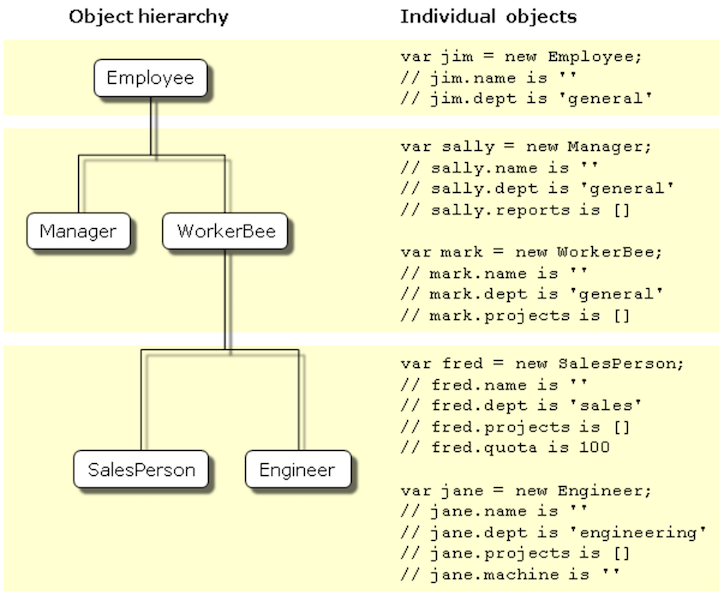 Object hierarchy
Individual objects
Employee
var jim = new Employee;
// jim.name is ''
// jim.dept is 'general'
Manager
WorkerBee
var sally = new Manager;
// sally.name is ''
// sally.dept is 'general'
// sally.reports is []
var mark = new WorkerBee;
// mark.name is ''
// mark.dept is 'general'
// mark.projects is []
SalesPerson
Engineer
var fred = new SalesPerson;
// fred.name is ''
// fred.dept is 'sales'
// fred.projects is []
// fred.quota is 100
var jane = new Engineer;
// jane.name is ''
// jane.dept is 'engineering'
// jane.projects is []
// jane.machine is ''